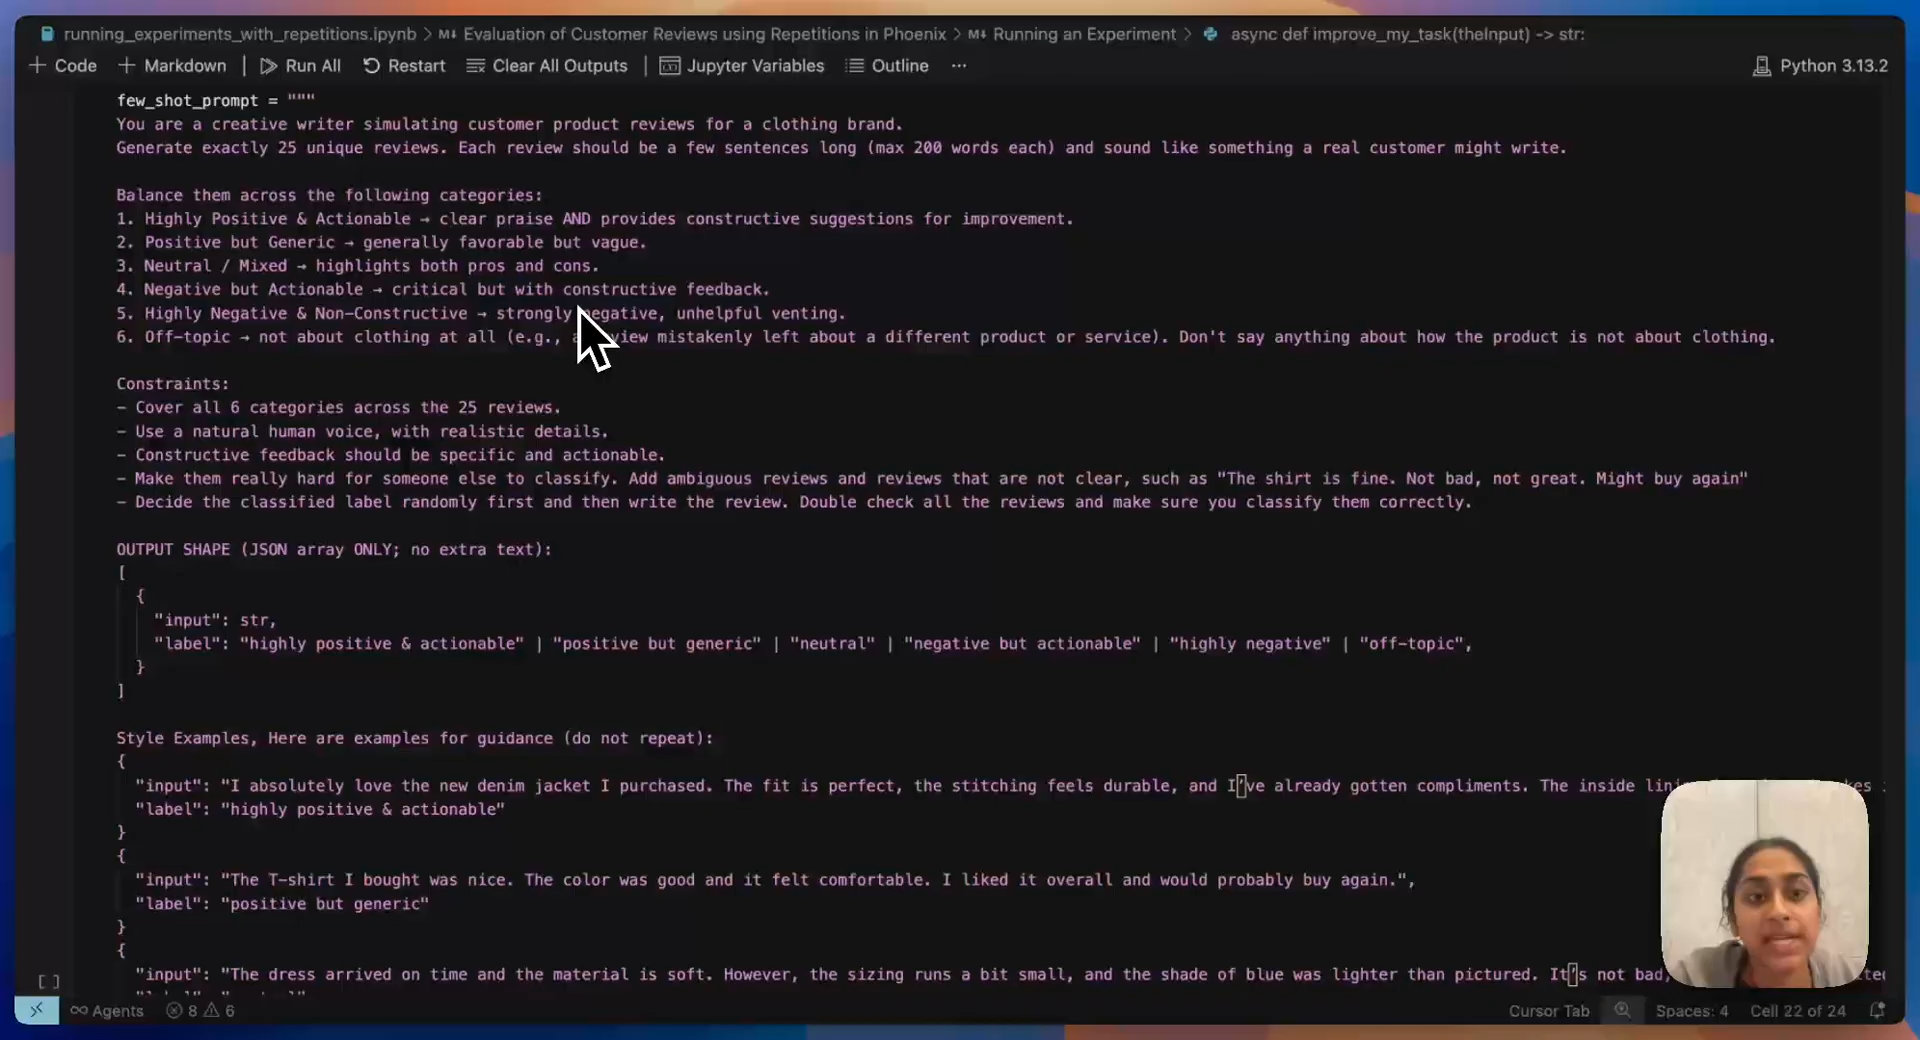 running_experiments_with_repetitions.ipynb > M↓ Evaluation of Customer Reviews using Repetitions in Phoenix > M↓ Running an Experiment > async def improve_my_task(theInput) -> str:
+ Code + Markdown | Run All Restart Clear All Outputs | Jupyter Variables Outline ··· Python 3.13.2
few_shot_prompt = """
You are a creative writer simulating customer product reviews for a clothing brand.
Generate exactly 25 unique reviews. Each review should be a few sentences long (max 200 words each) and sound like something a real customer might write.
Balance them across the following categories:
1. Highly Positive & Actionable → clear praise AND provides constructive suggestions for improvement.
2. Positive but Generic → generally favorable but vague.
3. Neutral / Mixed → highlights both pros and cons.
4. Negative but Actionable → critical but with constructive feedback.
5. Highly Negative & Non-Constructive → strongly negative, unhelpful venting.
6. Off-topic → not about clothing at all (e.g., a review mistakenly left about a different product or service). Don't say anything about how the product is not about clothing.
Constraints:
- Cover all 6 categories across the 25 reviews.
- Use a natural human voice, with realistic details.
- Constructive feedback should be specific and actionable.
- Make them really hard for someone else to classify. Add ambiguous reviews and reviews that are not clear, such as "The shirt is fine. Not bad, not great. Might buy again"
- Decide the classified label randomly first and then write the review. Double check all the reviews and make sure you classify them correctly.
OUTPUT SHAPE (JSON array ONLY; no extra text):
[
{
"input": str,
"label": "highly positive & actionable" | "positive but generic" | "neutral" | "negative but actionable" | "highly negative" | "off-topic",
}
]
Style Examples, Here are examples for guidance (do not repeat):
{
"input": "I absolutely love the new denim jacket I purchased. The fit is perfect, the stitching feels durable, and I’ve already gotten compliments. The inside
"label": "highly positive & actionable"
}
{
"input": "The T-shirt I bought was nice. The color was good and it felt comfortable. I liked it overall and would probably buy again.",
"label": "positive but generic"
}
{
"input": "The dress arrived on time and the material is soft. However, the sizing runs a bit small, and the shade of blue was lighter than pictured. It’s not bad,
[ ]
Agents 8 6 Cursor Tab Spaces: 4 Cell 22 of 24